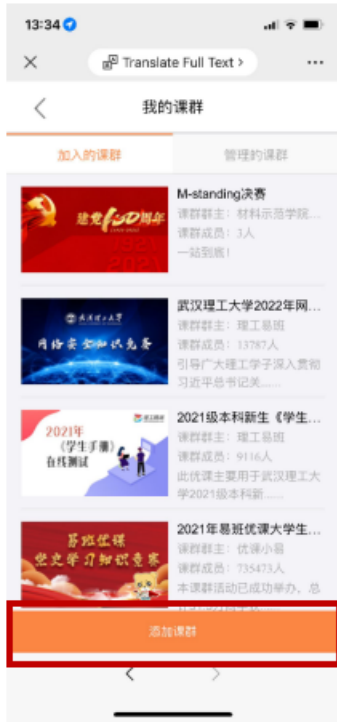 13:34
Translate Full Text >
我的课群
加入的课群
管理的课群
建党100周年
1921-2021
2021
M-standing决赛
课群群主：材料示范学院...
课群成员：3人
一站到底！
武汉理工大学
网络安全知识竞赛
武汉理工大学2022年网...
课群群主：理工易班
课群成员：13787人
引导广大理工学子深入贯彻
习近平总书记关......
2021年
《学生手册》
在线测试
2021级本科新生《学生...
课群群主：理工易班
课群成员：9116人
此优课主要用于武汉理工大
学2021级本科新......
易班优课
党史学习知识竞赛
2021年易班优课大学生...
课群群主：优课小易
课群成员：735473人
本课群活动已成功举办，总
添加课群